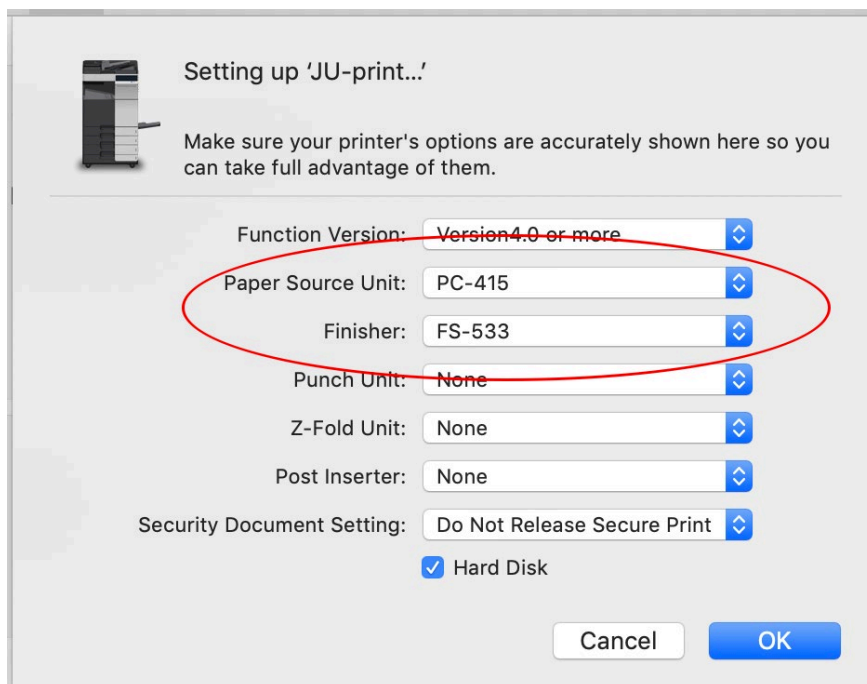 Setting up ‘JU-print...’
Make sure your printer's options are accurately shown here so you
can take full advantage of them.
Function Version: Version4.0 or more
Paper Source Unit: PC-415
Finisher: FS-533
Punch Unit: None
Z-Fold Unit: None
Post Inserter: None
Security Document Setting: Do Not Release Secure Print
Hard Disk
Cancel OK